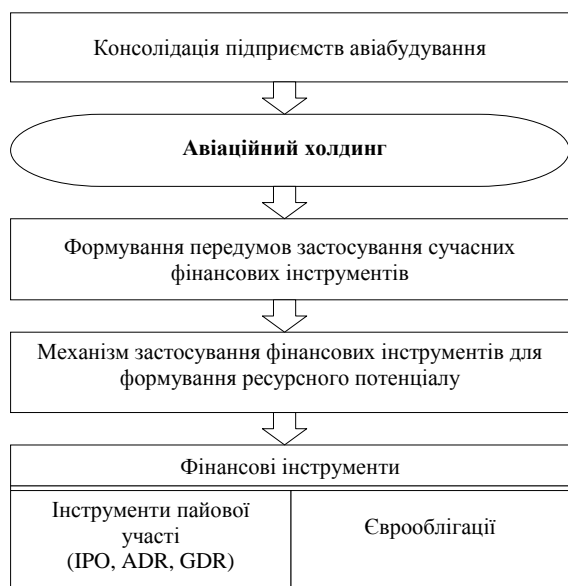 Консолідація підприємств авіабудування
Авіаційний холдинг
Формування передумов застосування сучасних
фінансових інструментів
Механізм застосування фінансових інструментів для
формування ресурсного потенціалу
Фінансові інструменти
Інструменти пайової
участі
(IPO, ADR, GDR)
Єврооблігації